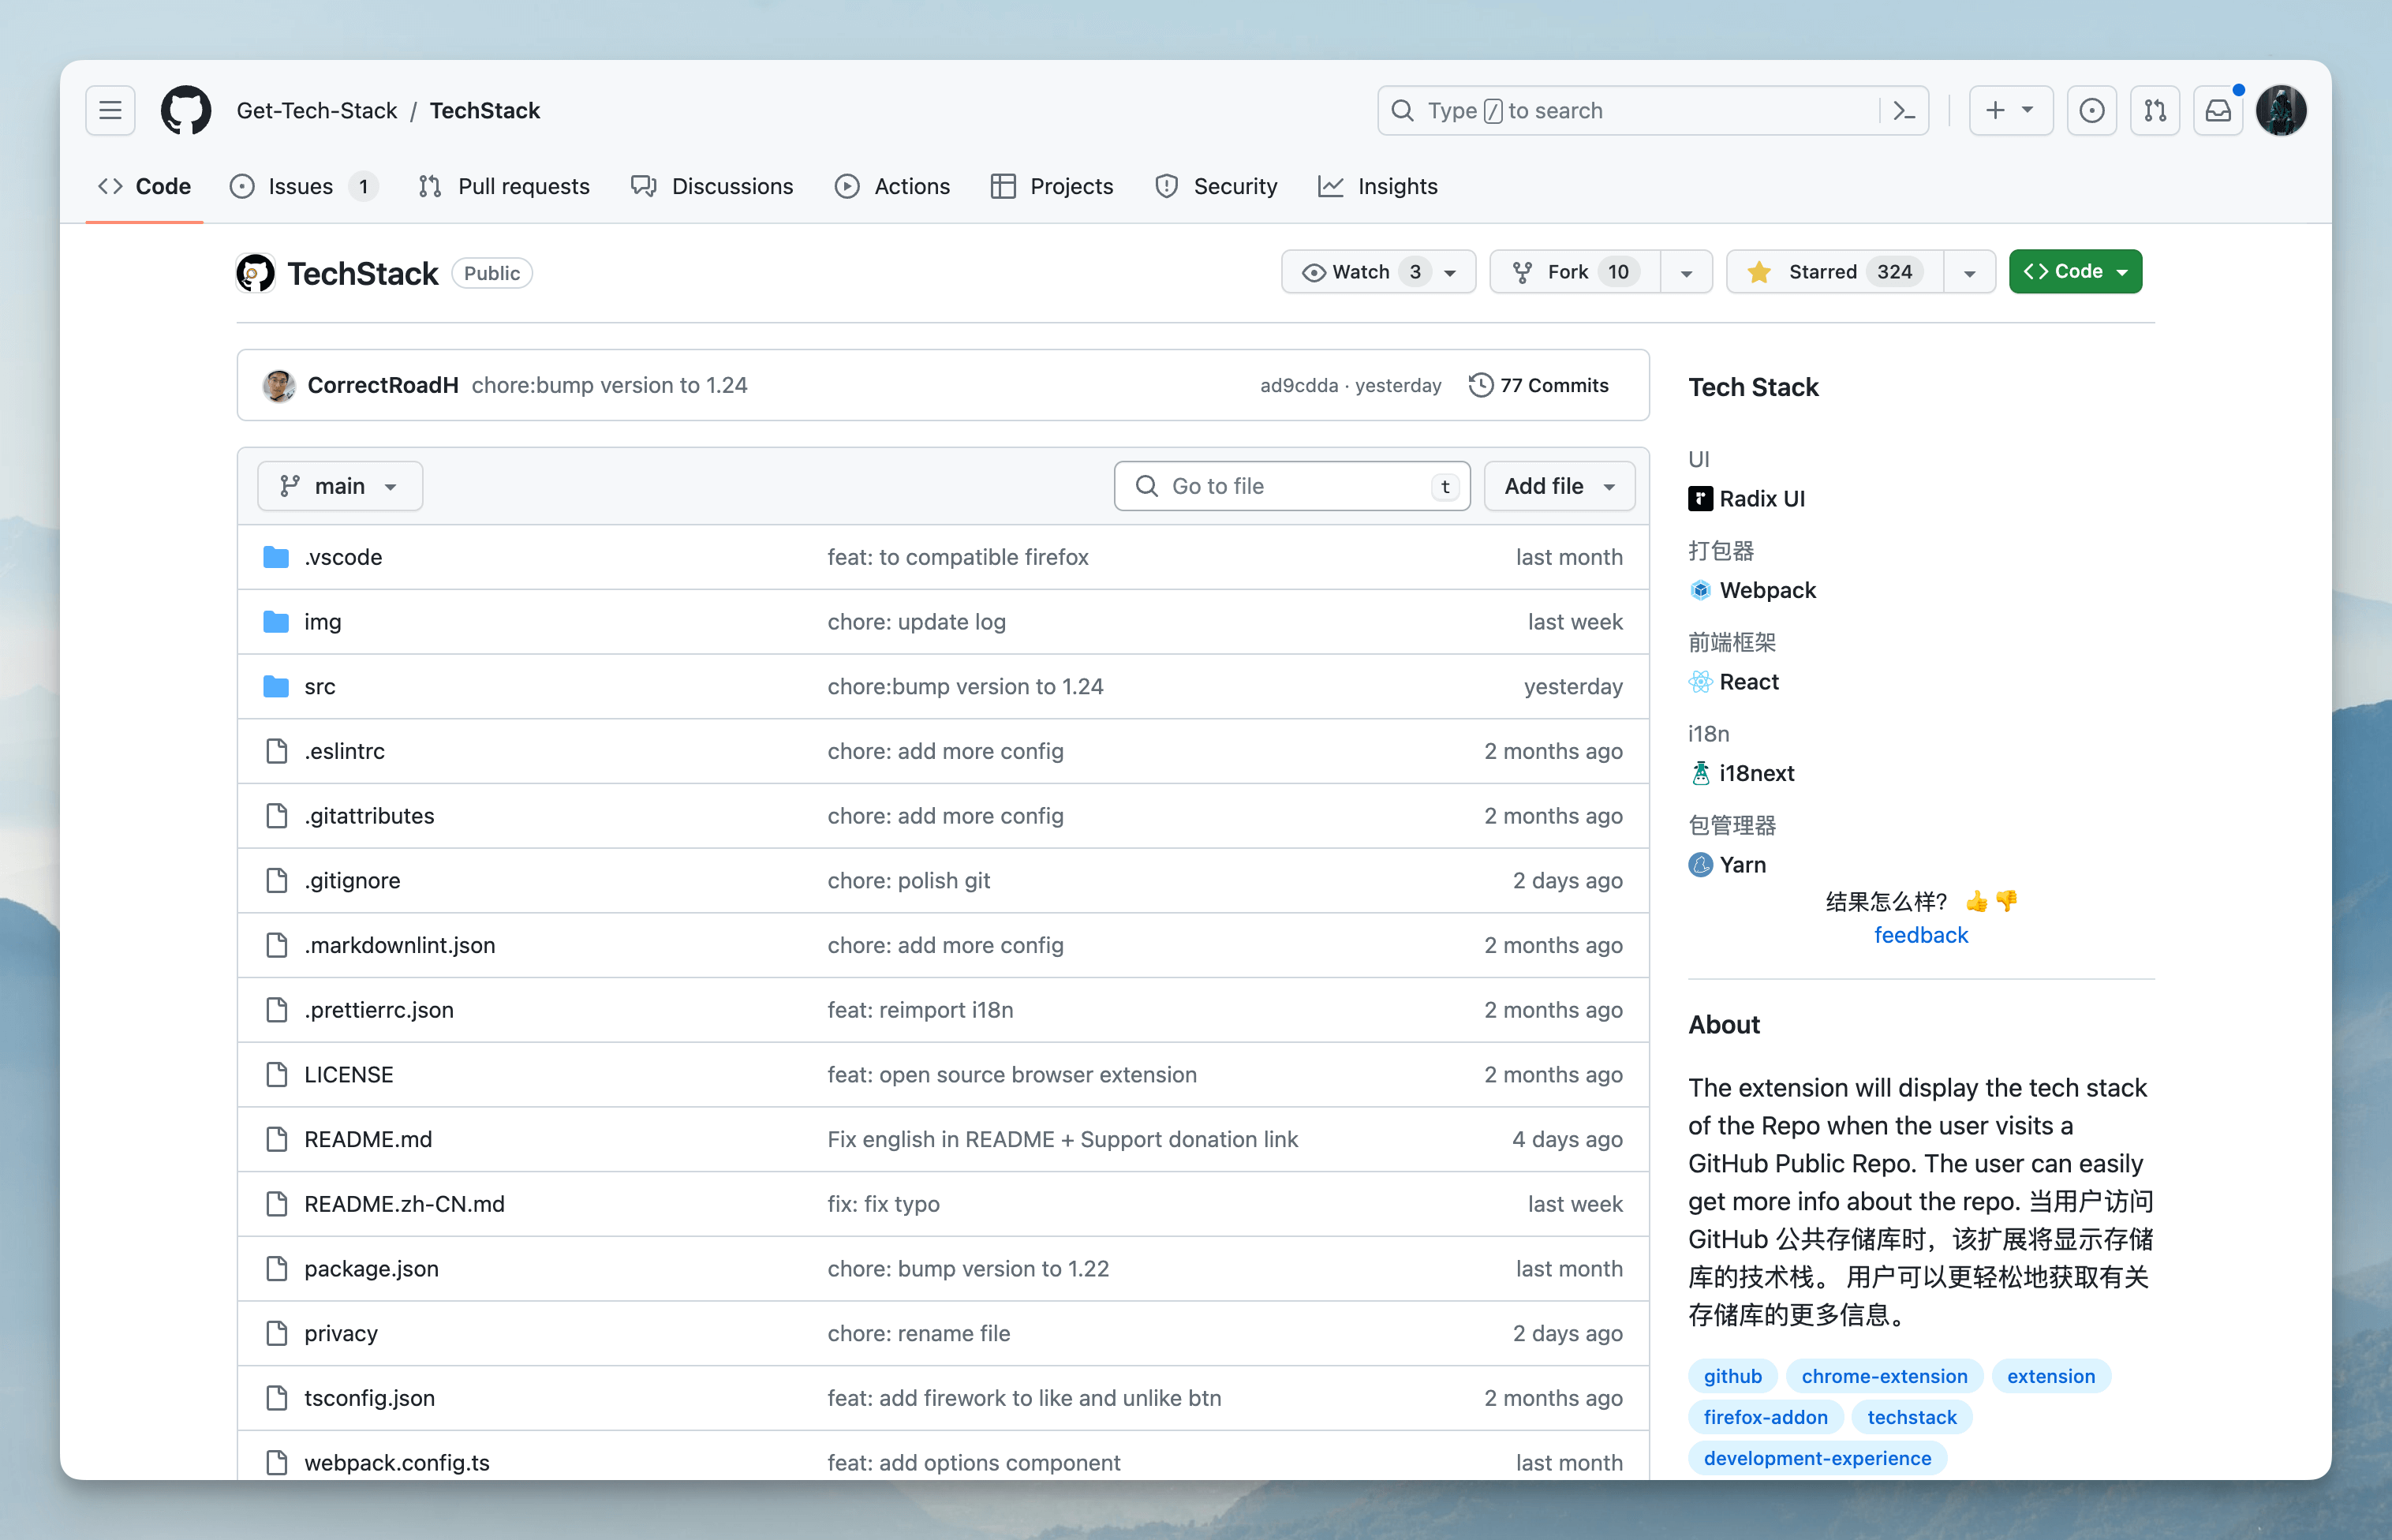 Get-Tech-Stack / TechStack
Type / to search
Code
Issues 1
Pull requests
Discussions
Actions
Projects
Security
Insights
TechStack Public
Watch 3
Fork 10
Starred 324
Code
CorrectRoadH chore:bump version to 1.24
ad9cdda · yesterday
77 Commits
main
Go to file t
Add file
.vscode feat: to compatible firefox last month
img chore: update log last week
src chore:bump version to 1.24 yesterday
.eslintrc chore: add more config 2 months ago
.gitattributes chore: add more config 2 months ago
.gitignore chore: polish git 2 days ago
.markdownlint.json chore: add more config 2 months ago
.prettierrc.json feat: reimport i18n 2 months ago
LICENSE feat: open source browser extension 2 months ago
README.md Fix english in README + Support donation link 4 days ago
README.zh-CN.md fix: fix typo last week
package.json chore: bump version to 1.22 last month
privacy chore: rename file 2 days ago
tsconfig.json feat: add firework to like and unlike btn 2 months ago
webpack.config.ts feat: add options component last month
Tech Stack
UI
Radix UI
打包器
Webpack
前端框架
React
i18n
i18next
包管理器
Yarn
结果怎么样? 👍 👎
feedback
About
The extension will display the tech stack
of the Repo when the user visits a
GitHub Public Repo. The user can easily
get more info about the repo. 当用户访问
GitHub 公共存储库时，该扩展将显示存储
库的技术栈。 用户可以更轻松地获取有关
存储库的更多信息。
github chrome-extension extension
firefox-addon techstack
development-experience